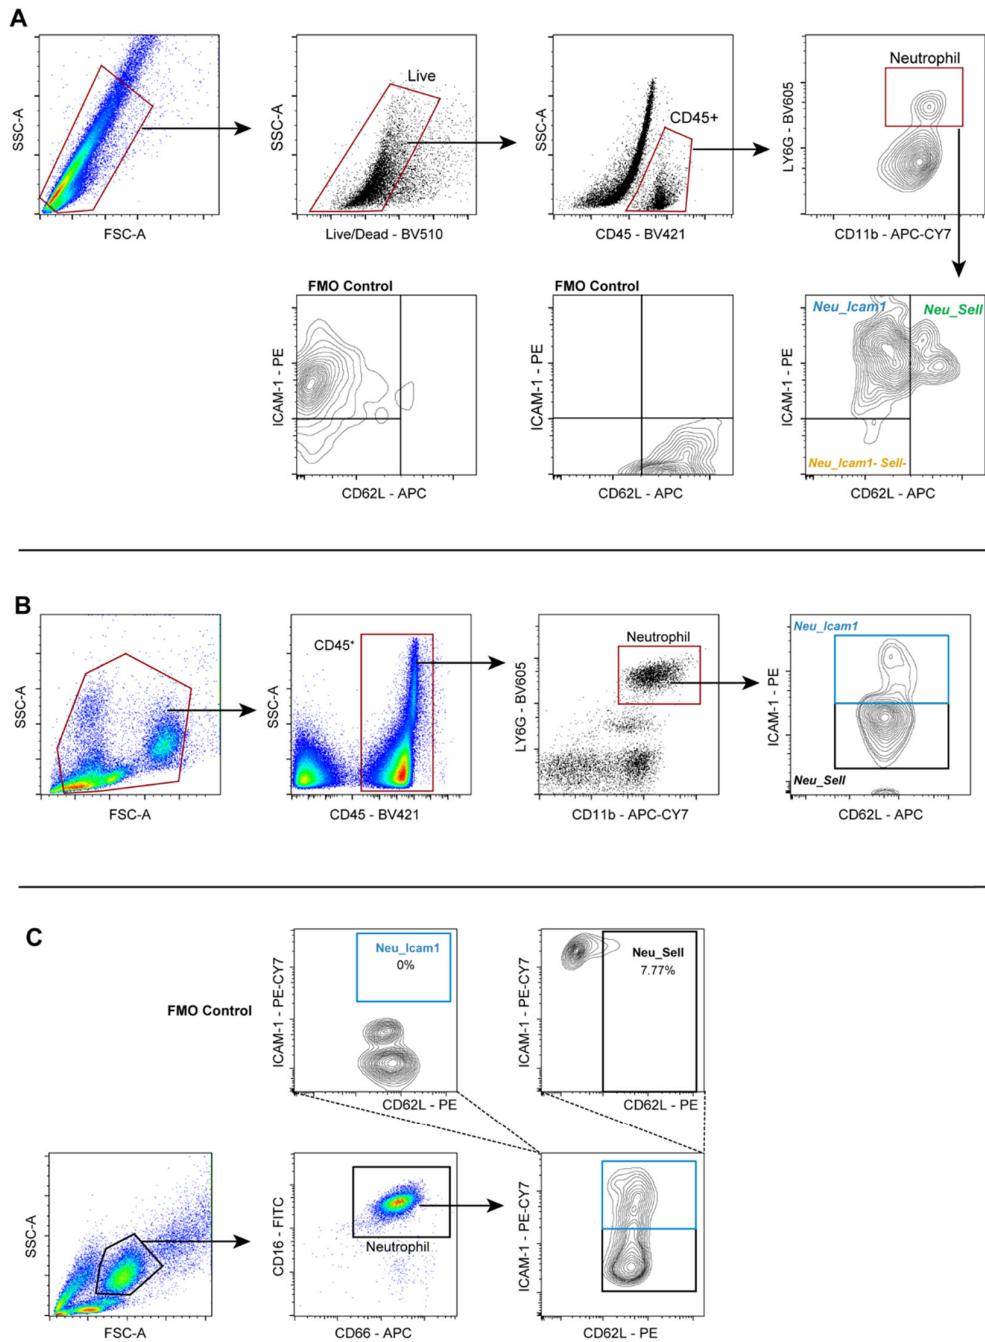 A
SSC-A
FSC-A
Live
SSC-A
Live/Dead - BV510
CD45+
SSC-A
CD45 - BV421
Neutrophil
LY6G - BV605
CD11b - APC-CY7
FMO Control
ICAM-1 - PE
CD62L - APC
FMO Control
ICAM-1 - PE
CD62L - APC
Neu_Icam1
Neu_Sell
ICAM-1 - PE
Neu_Icam1- Sell-
CD62L - APC
B
SSC-A
FSC-A
CD45+
SSC-A
CD45 - BV421
Neutrophil
LY6G - BV605
CD11b - APC-CY7
Neu_Icam1
ICAM-1 - PE
Neu_Sell
CD62L - APC
C
FMO Control
Neu_Icam1
0%
ICAM-1 - PE-CY7
CD62L - PE
Neu_Sell
7.77%
ICAM-1 - PE-CY7
CD62L - PE
SSC-A
FSC-A
CD16 - FITC
Neutrophil
CD66 - APC
ICAM-1 - PE-CY7
CD62L - PE